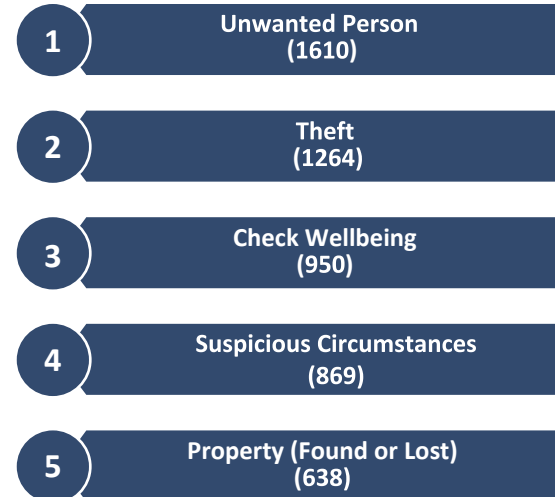 1
Unwanted Person
(1610)
2
Theft
(1264)
3
Check Wellbeing
(950)
4
Suspicious Circumstances
(869)
5
Property (Found or Lost)
(638)